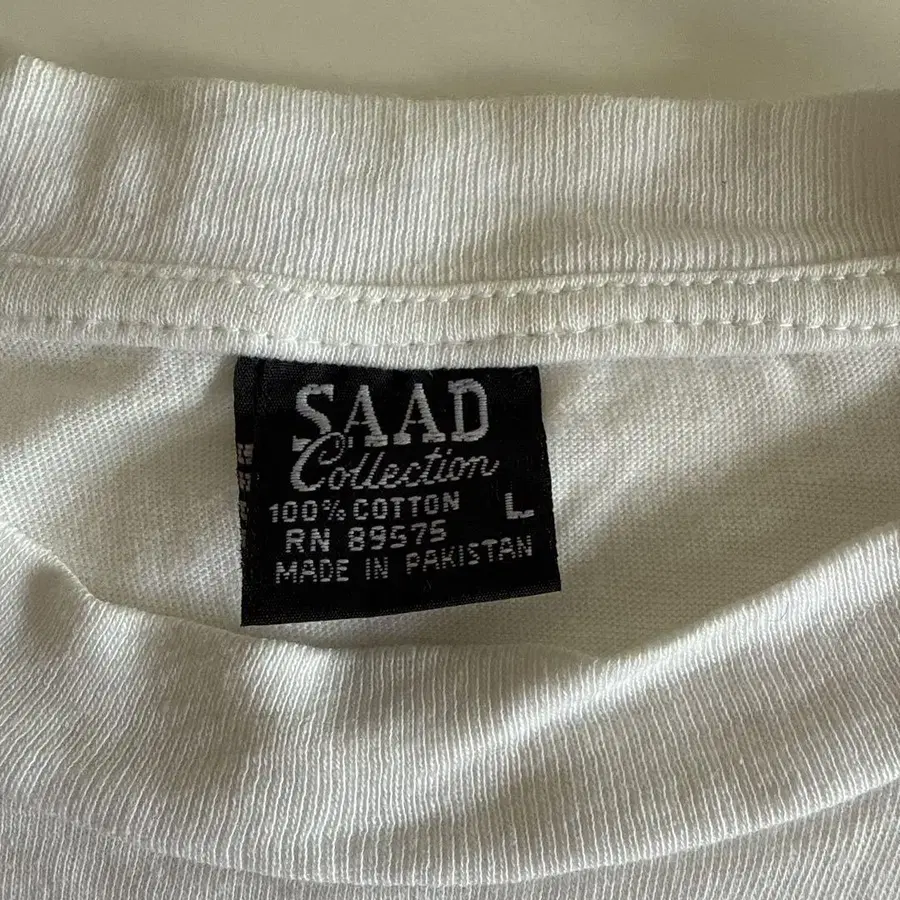 SAAD
Collection
100% COTTON L
RN 89575
MADE IN PAKISTAN